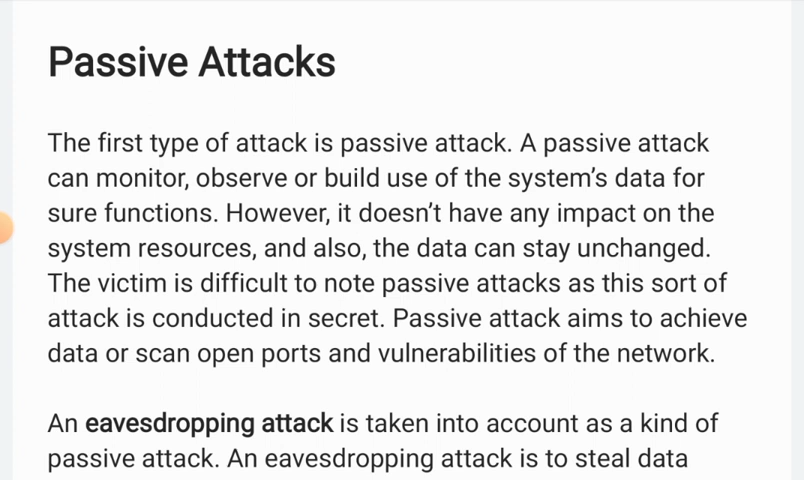 Passive Attacks
The first type of attack is passive attack. A passive attack
can monitor, observe or build use of the system’s data for
sure functions. However, it doesn’t have any impact on the
system resources, and also, the data can stay unchanged.
The victim is difficult to note passive attacks as this sort of
attack is conducted in secret. Passive attack aims to achieve
data or scan open ports and vulnerabilities of the network.
An eavesdropping attack is taken into account as a kind of
passive attack. An eavesdropping attack is to steal data